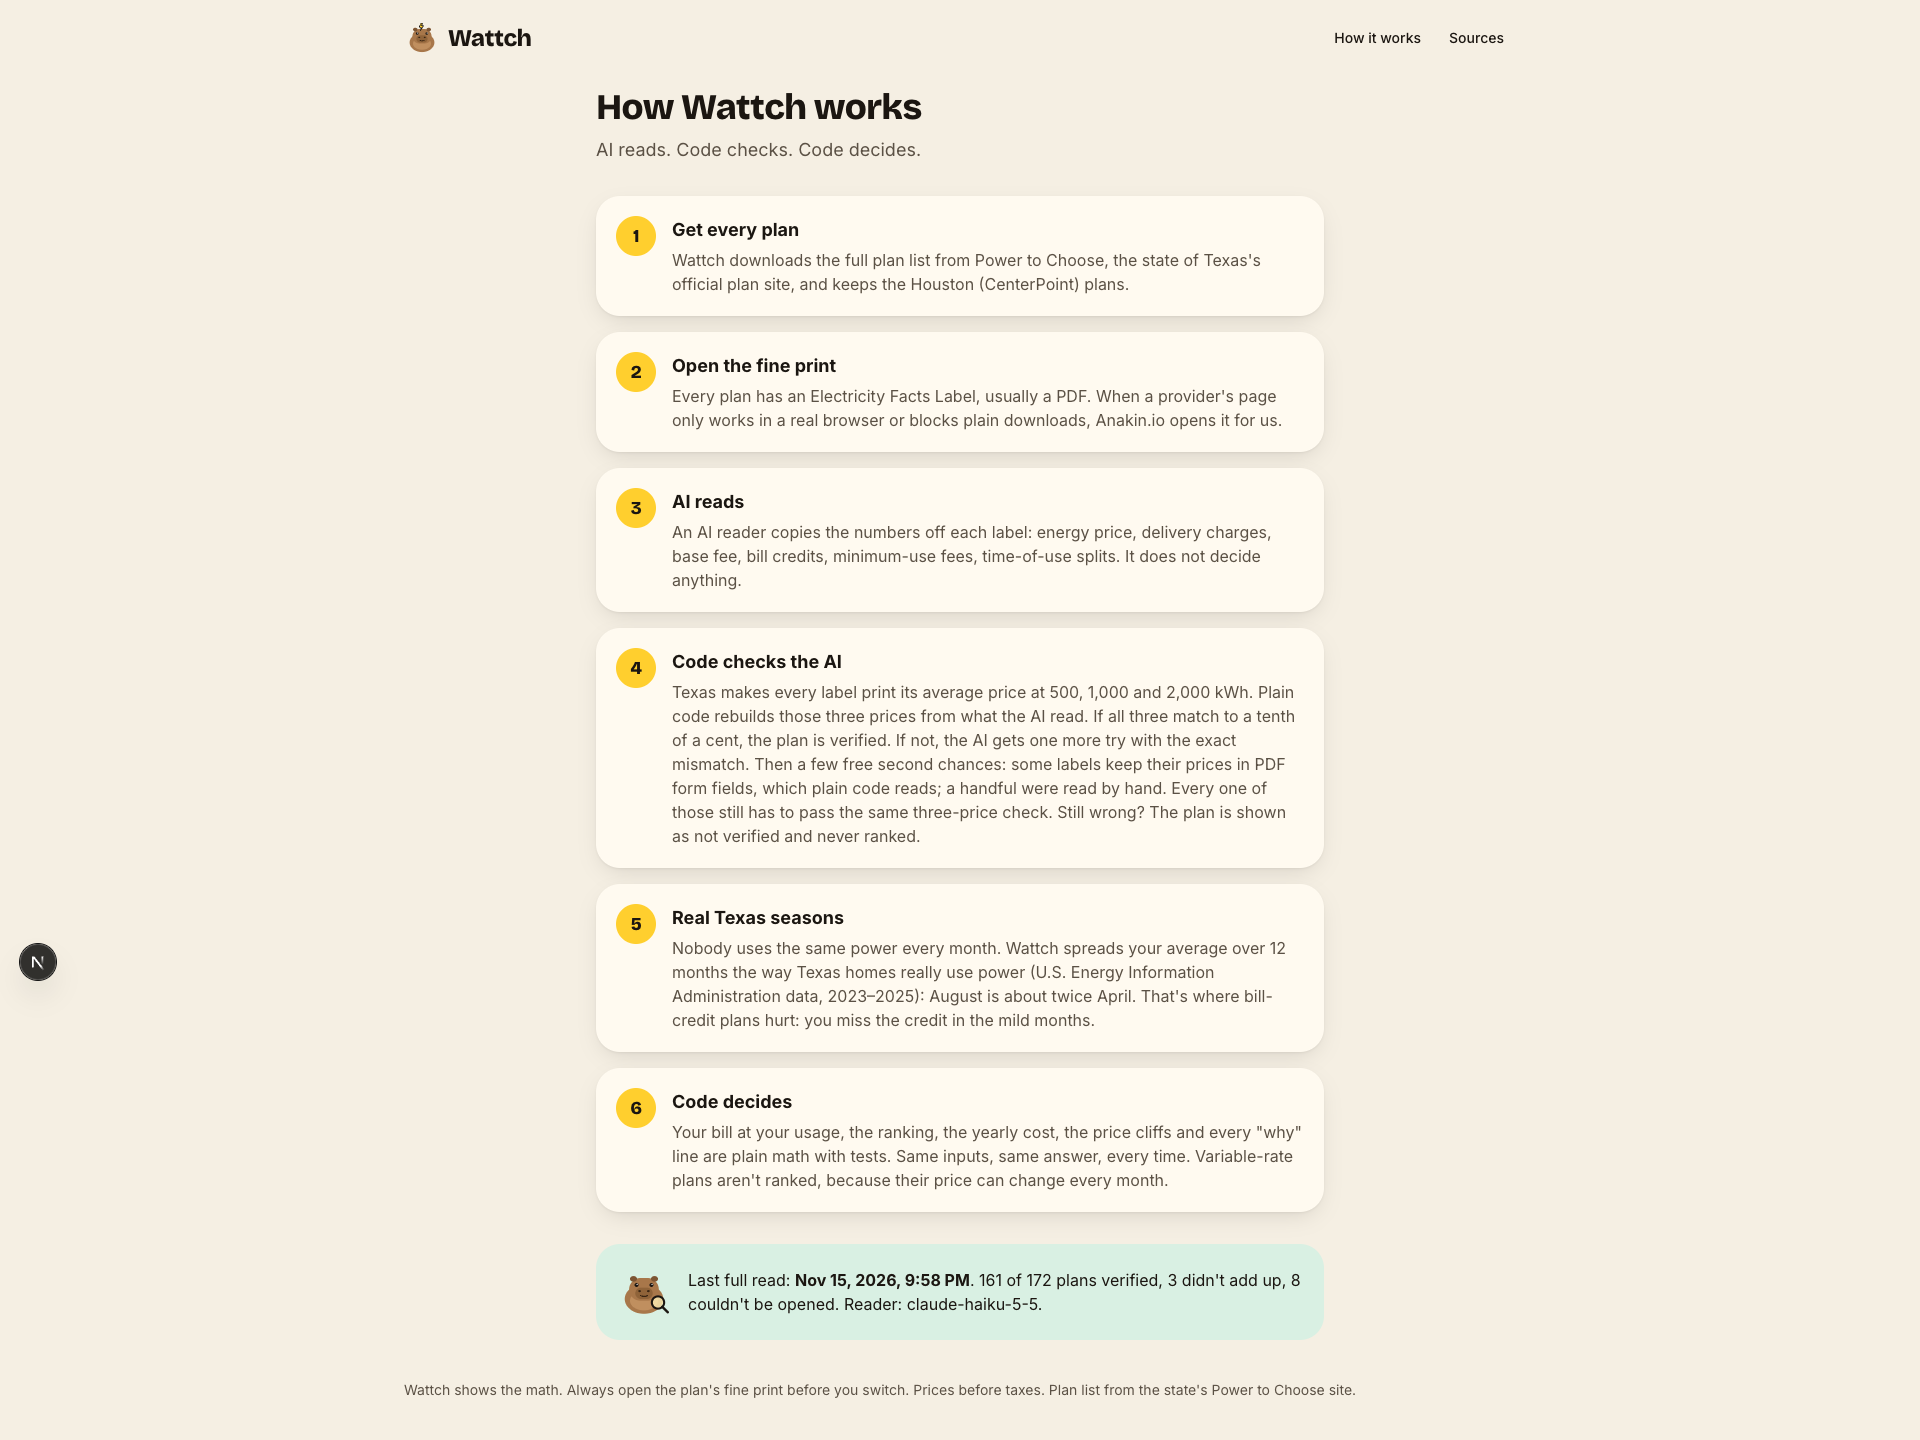 Wattch
How it works
Sources
How Wattch works
AI reads. Code checks. Code decides.
1
Get every plan
Wattch downloads the full plan list from Power to Choose, the state of Texas's
official plan site, and keeps the Houston (CenterPoint) plans.
2
Open the fine print
Every plan has an Electricity Facts Label, usually a PDF. When a provider's page
only works in a real browser or blocks plain downloads, Anakin.io opens it for us.
3
AI reads
An AI reader copies the numbers off each label: energy price, delivery charges,
base fee, bill credits, minimum-use fees, time-of-use splits. It does not decide
anything.
4
Code checks the AI
Texas makes every label print its average price at 500, 1,000 and 2,000 kWh. Plain
code rebuilds those three prices from what the AI read. If all three match to a tenth
of a cent, the plan is verified. If not, the AI gets one more try with the exact
mismatch. Then a few free second chances: some labels keep their prices in PDF
form fields, which plain code reads; a handful were read by hand. Every one of
those still has to pass the same three-price check. Still wrong? The plan is shown
as not verified and never ranked.
5
Real Texas seasons
Nobody uses the same power every month. Wattch spreads your average over 12
months the way Texas homes really use power (U.S. Energy Information
Administration data, 2023–2025): August is about twice April. That's where bill-
credit plans hurt: you miss the credit in the mild months.
6
Code decides
Your bill at your usage, the ranking, the yearly cost, the price cliffs and every "why"
line are plain math with tests. Same inputs, same answer, every time. Variable-rate
plans aren't ranked, because their price can change every month.
N
Last full read: Nov 15, 2026, 9:58 PM. 161 of 172 plans verified, 3 didn't add up, 8
couldn't be opened. Reader: claude-haiku-5-5.
Wattch shows the math. Always open the plan's fine print before you switch. Prices before taxes. Plan list from the state's Power to Choose site.